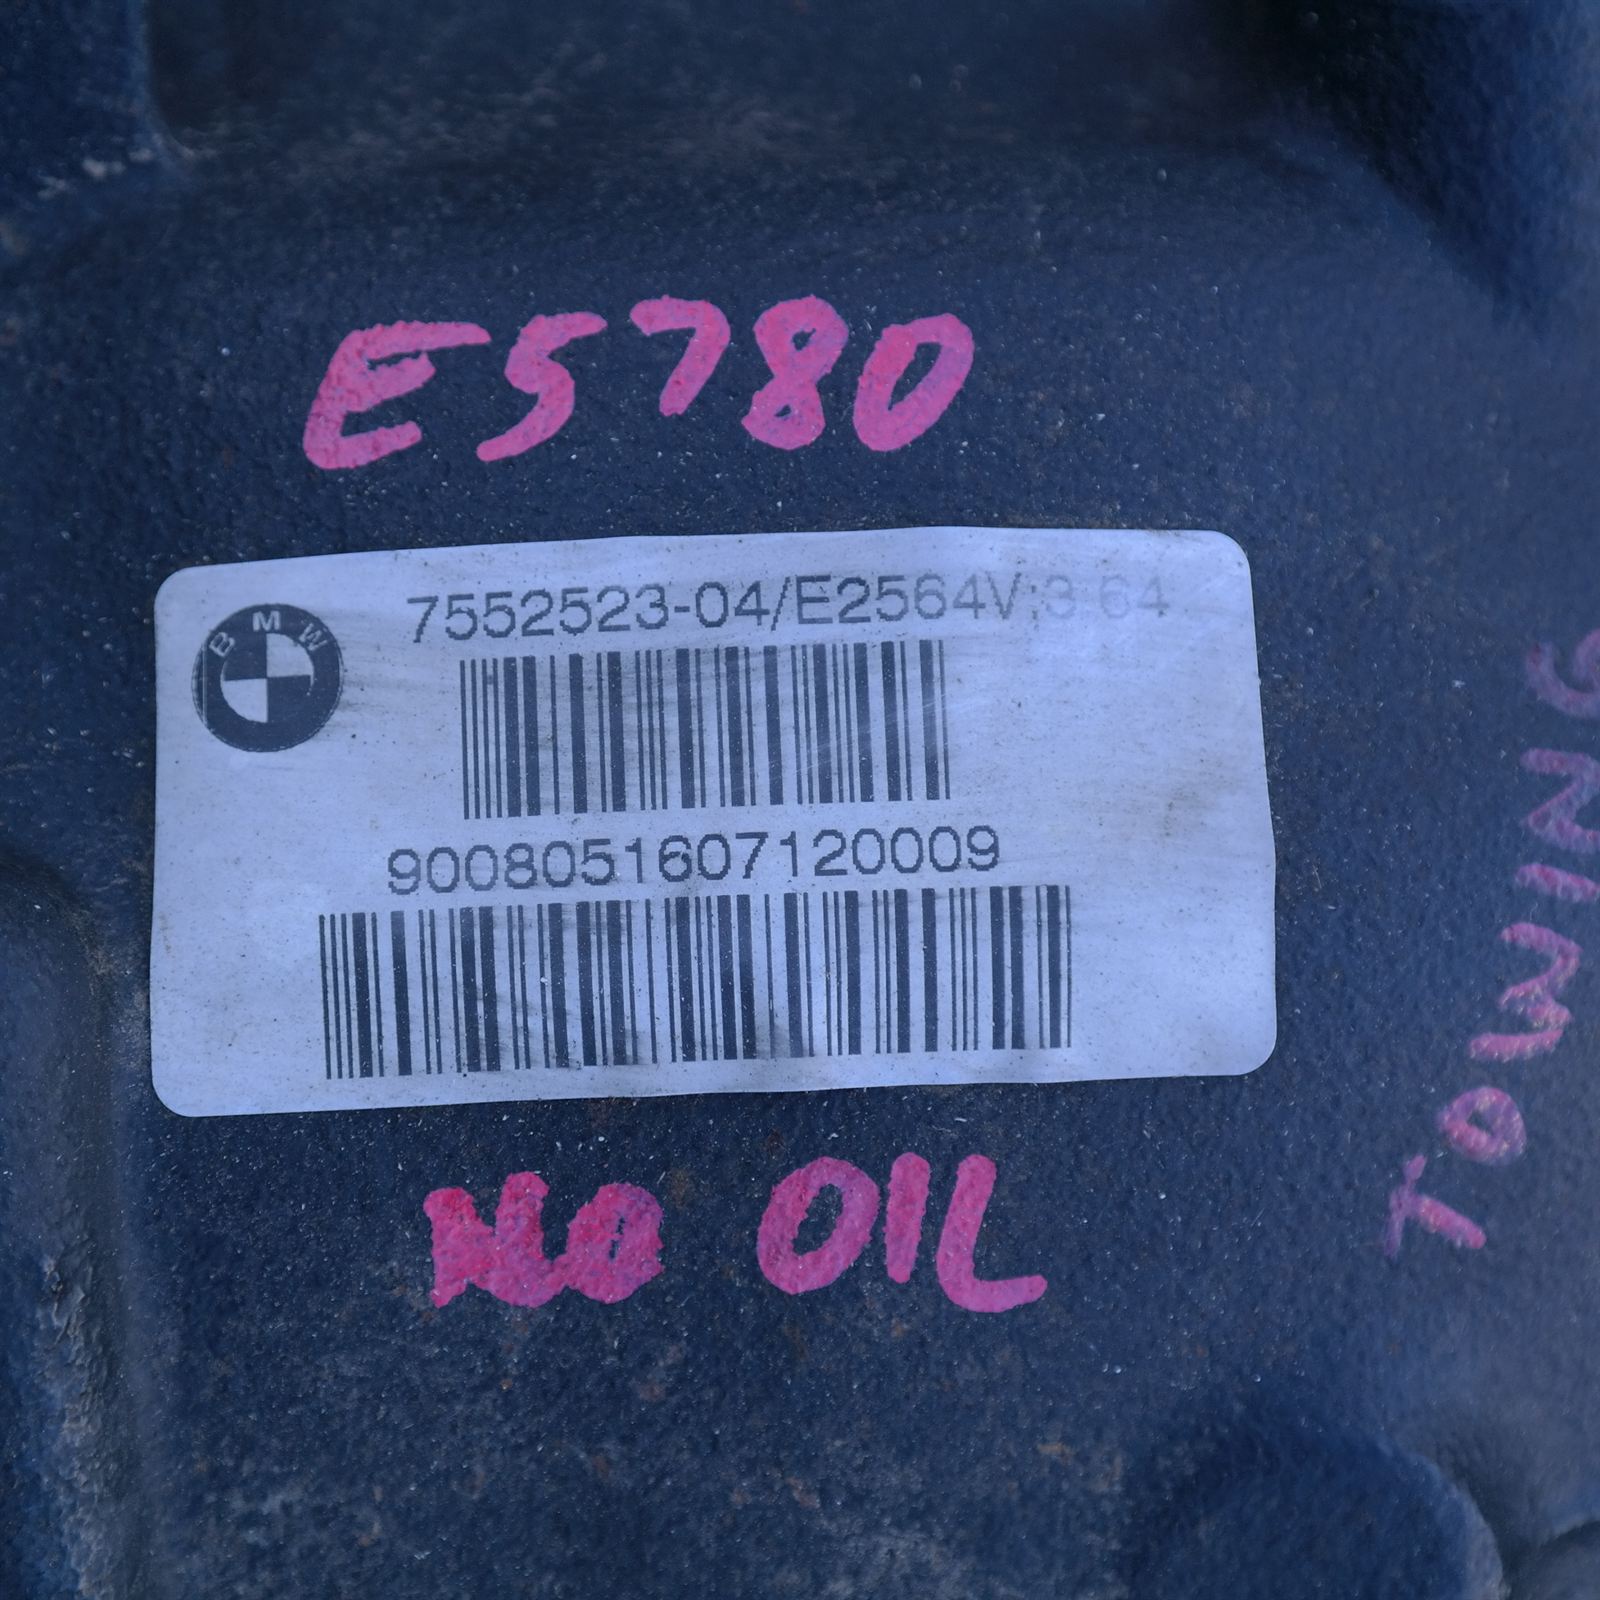 E5780
BMW
7552523-04/E2564V;3 64
9008051607120009
NO OIL
TOWING